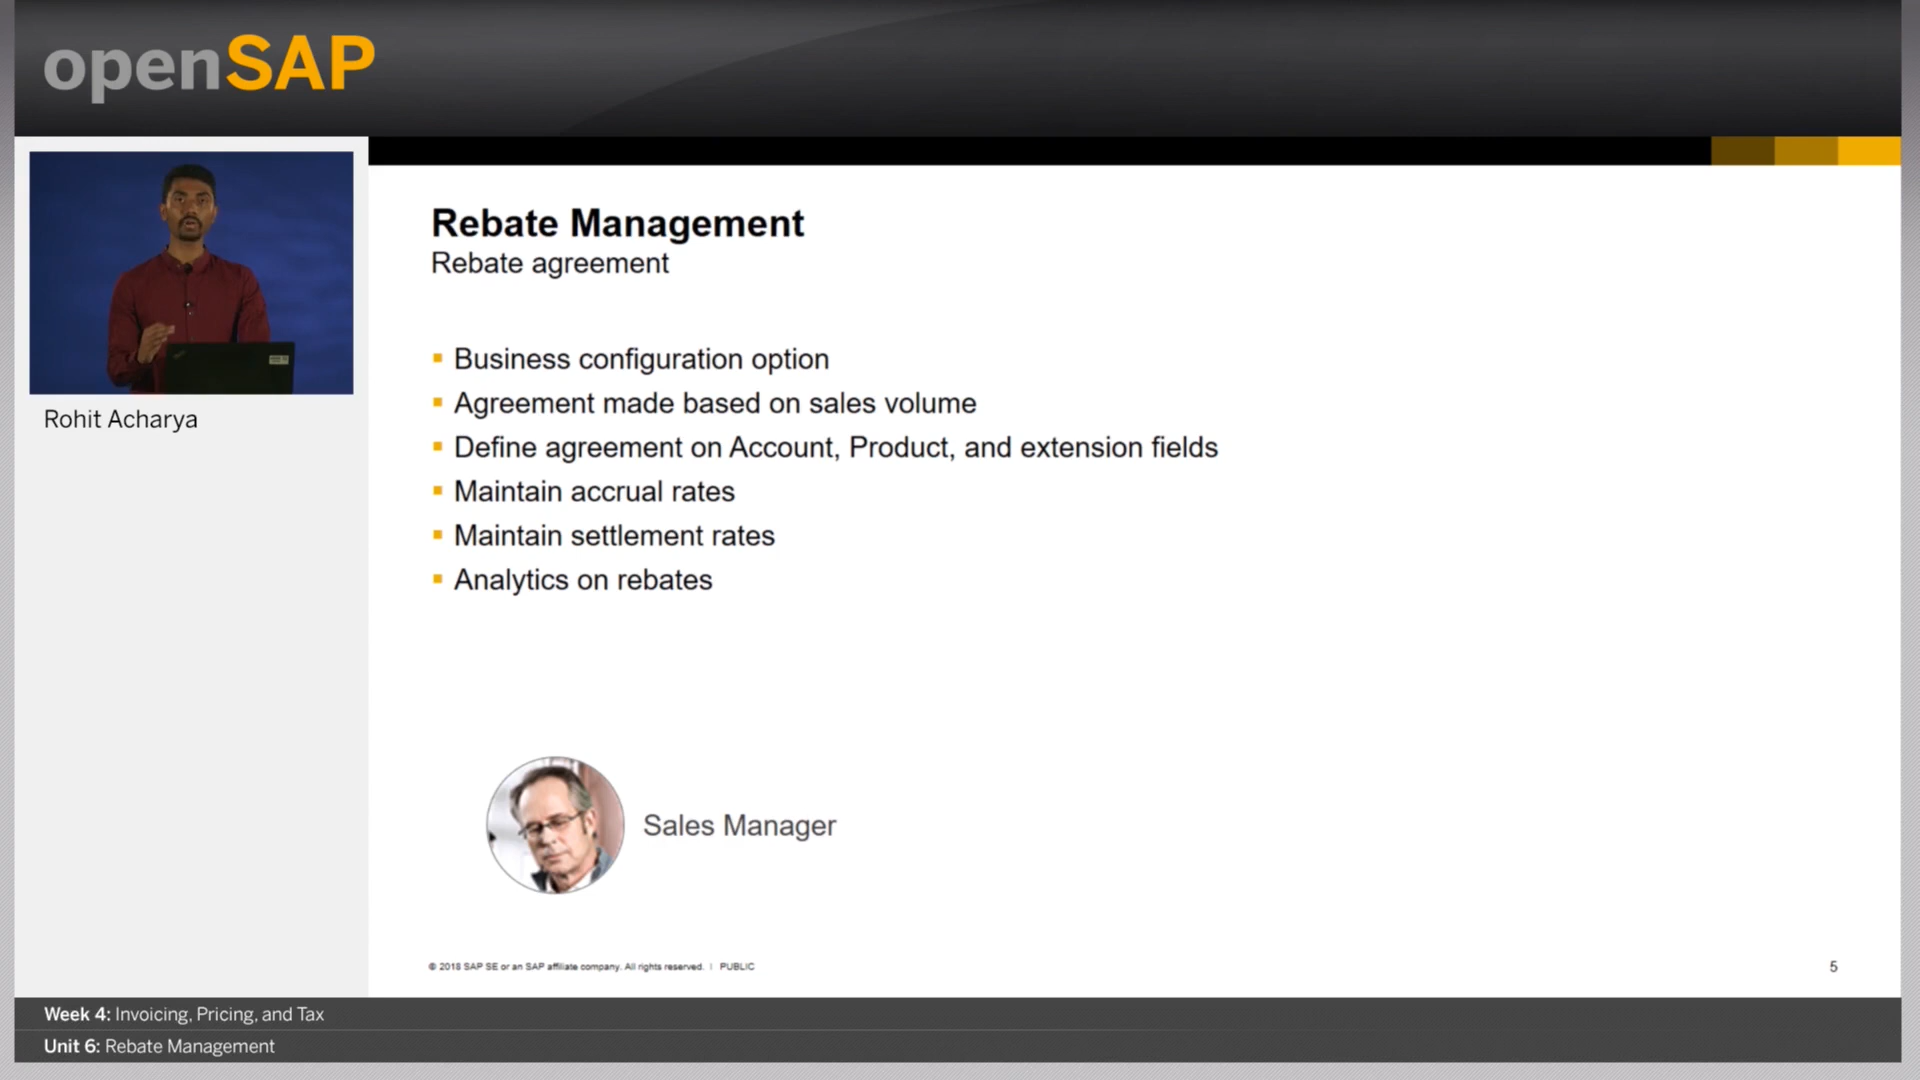 openSAP
Rohit Acharya
Rebate Management
Rebate agreement
Business configuration option
Agreement made based on sales volume
Define agreement on Account, Product, and extension fields
Maintain accrual rates
Maintain settlement rates
Analytics on rebates
Sales Manager
© 2018 SAP SE or an SAP affiliate company. All rights reserved. | PUBLIC
5
Week 4: Invoicing, Pricing, and Tax
Unit 6: Rebate Management